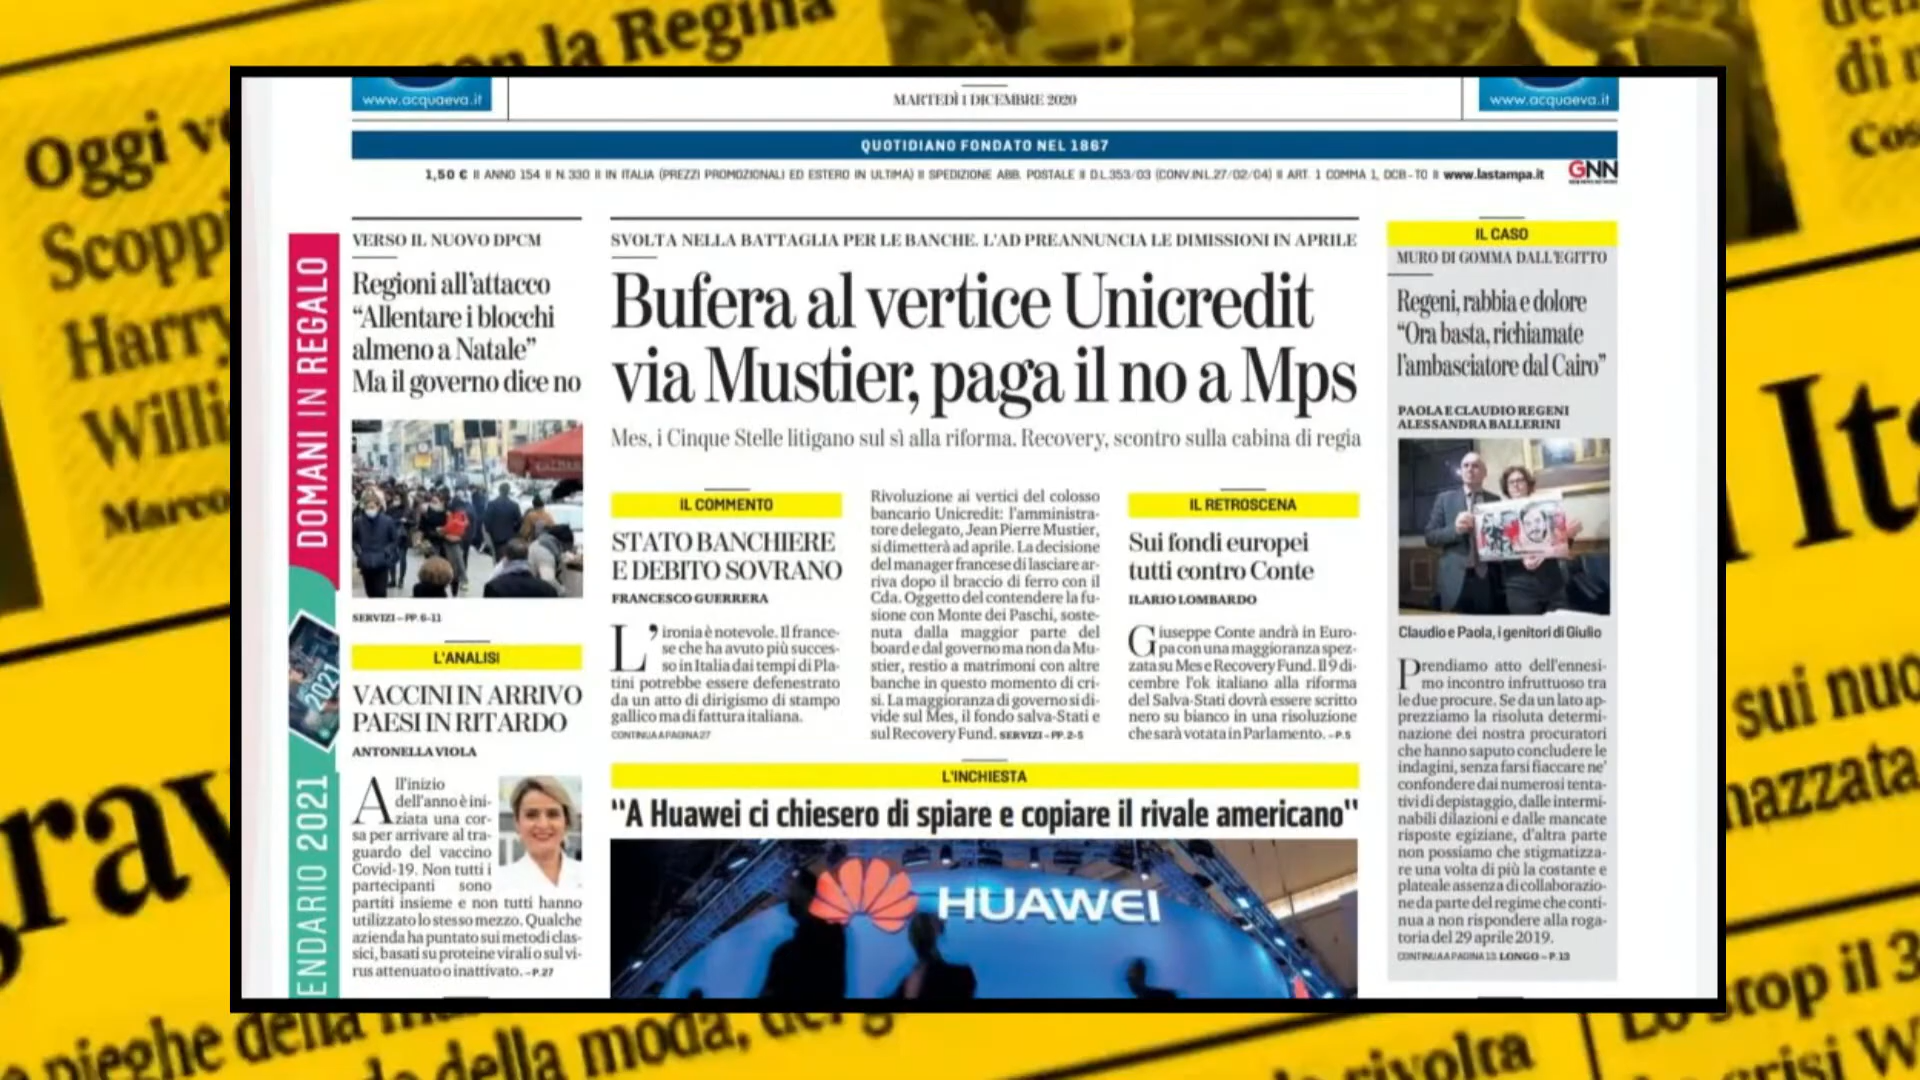 www.acquaeva.it
MARTEDÌ 1 DICEMBRE 2020
www.acquaeva.it
QUOTIDIANO FONDATO NEL 1867
1,50 € II ANNO 154 II N.330 II IN ITALIA (PREZZI PROMOZIONALI ED ESTERO IN ULTIMA) II SPEDIZIONE ABB. POSTALE II D.L.353/03 (CONV.IN L.27/02/04) II ART. 1 COMMA 1, DCB-TO II www.lastampa.it
GNN
DOMANI IN REGALO
2021
ENDARIO 2021
VERSO IL NUOVO DPCM
Regioni all'attacco
“Allentare i blocchi
almeno a Natale”
Ma il governo dice no
SERVIZI – PP. 6-11
L'ANALISI
VACCINI IN ARRIVO
PAESI IN RITARDO
ANTONELLA VIOLA
All'inizio
dell'anno è ini-
ziata una cor-
sa per arrivare al tra-
guardo del vaccino
Covid-19. Non tutti i
partecipanti sono
partiti insieme e non tutti hanno
utilizzato lo stesso mezzo. Qualche
azienda ha puntato sui metodi clas-
sici, basati su proteine virali o sul vi-
rus attenuato o inattivato. – P. 27
SVOLTA NELLA BATTAGLIA PER LE BANCHE. L'AD PREANNUNCIA LE DIMISSIONI IN APRILE
Bufera al vertice Unicredit
via Mustier, paga il no a Mps
Mes, i Cinque Stelle litigano sul sì alla riforma. Recovery, scontro sulla cabina di regia
IL COMMENTO
STATO BANCHIERE
E DEBITO SOVRANO
FRANCESCO GUERRERA
L'ironia è notevole. Il france-
se che ha avuto più succes-
so in Italia dai tempi di Pla-
tini potrebbe essere defenestrato
da un atto di dirigismo di stampo
gallico ma di fattura italiana.
CONTINUA A PAGINA 27
Rivoluzione ai vertici del colosso
bancario Unicredit: l'amministra-
tore delegato, Jean Pierre Mustier,
si dimetterà ad aprile. La decisione
del manager francese di lasciare ar-
riva dopo il braccio di ferro con il
Cda. Oggetto del contendere la fu-
sione con Monte dei Paschi, soste-
nuta dalla maggior parte del
board e dal governo ma non da Mu-
stier, restio a matrimoni con altre
banche in questo momento di cri-
si. La maggioranza di governo si di-
vide sul Mes, il fondo salva-Stati e
sul Recovery Fund. SERVIZI – PP. 2-5
IL RETROSCENA
Sui fondi europei
tutti contro Conte
ILARIO LOMBARDO
Giuseppe Conte andrà in Euro-
pa con una maggioranza spez-
zata su Mes e Recovery Fund. Il 9 di-
cembre l'ok italiano alla riforma
del Salva-Stati dovrà essere scritto
nero su bianco in una risoluzione
che sarà votata in Parlamento. – P. 5
L'INCHIESTA
"A Huawei ci chiesero di spiare e copiare il rivale americano"
HUAWEI
IL CASO
MURO DI GOMMA DALL'EGITTO
Regeni, rabbia e dolore
“Ora basta, richiamate
l'ambasciatore dal Cairo”
PAOLA E CLAUDIO REGENI
ALESSANDRA BALLERINI
Claudio e Paola, i genitori di Giulio
Prendiamo atto dell'ennesi-
mo incontro infruttuoso tra
le due procure. Se da un lato ap-
prezziamo la risoluta determi-
nazione dei nostra procuratori
che hanno saputo concludere le
indagini, senza farsi fiaccare ne'
confondere dai numerosi tenta-
tivi di depistaggio, dalle intermi-
nabili dilazioni e dalle mancate
risposte egiziane, d'altra parte
non possiamo che stigmatizza-
re una volta di più la costante e
plateale assenza di collaborazio-
ne da parte del regime che conti-
nua a non rispondere alla roga-
toria del 29 aprile 2019.
CONTINUA A PAGINA 13 LONGO – P. 13
la Regina
Oggi
Scoppi
Harry
Willi
Marco
rav
pieghe della
della moda,
di
Cos
Ita
sui nuo
mazzata
stop il 3
rivolta
crisi W